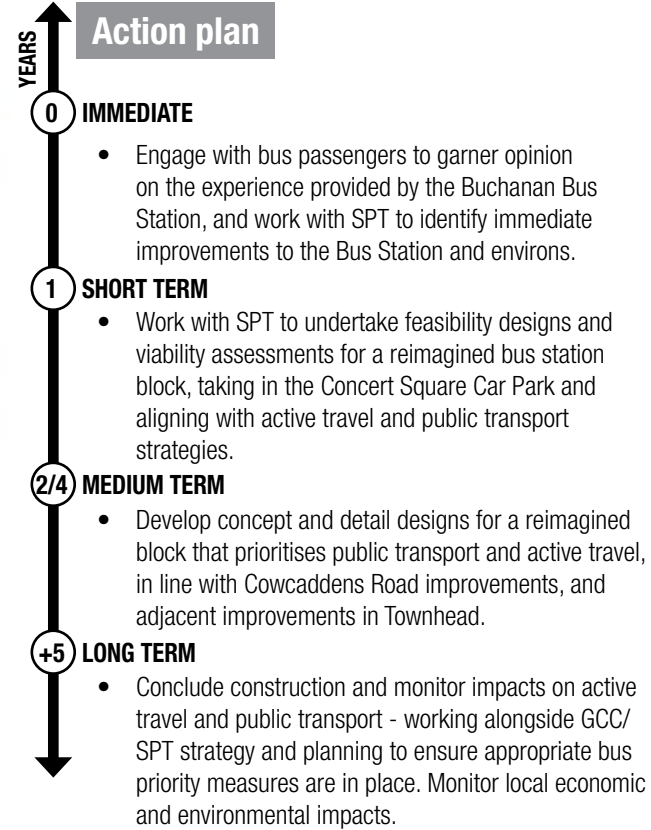 YEARS
Action plan
0 IMMEDIATE
• Engage with bus passengers to garner opinion
on the experience provided by the Buchanan Bus
Station, and work with SPT to identify immediate
improvements to the Bus Station and environs.
1 SHORT TERM
• Work with SPT to undertake feasibility designs and
viability assessments for a reimagined bus station
block, taking in the Concert Square Car Park and
aligning with active travel and public transport
strategies.
2/4 MEDIUM TERM
• Develop concept and detail designs for a reimagined
block that prioritises public transport and active travel,
in line with Cowcaddens Road improvements, and
adjacent improvements in Townhead.
+5 LONG TERM
• Conclude construction and monitor impacts on active
travel and public transport - working alongside GCC/
SPT strategy and planning to ensure appropriate bus
priority measures are in place. Monitor local economic
and environmental impacts.